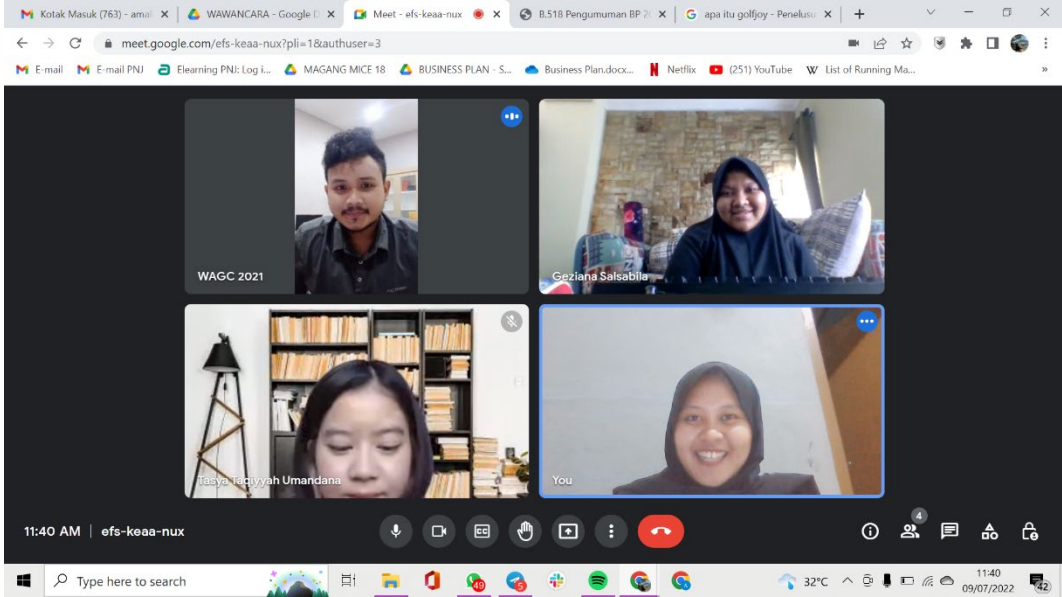 Kotak Masuk (763) - amal
WAWANCARA - Google D
Meet - efs-keaa-nux
B.518 Pengumuman BP 2
apa itu golfjoy - Penelusu
meet.google.com/efs-keaa-nux?pli=1&authuser=3
E-mail
E-mail PNJ
Elearning PNJ: Log i...
MAGANG MICE 18
BUSINESS PLAN - S...
Business Plan.docx...
Netflix
(251) YouTube
List of Running Ma...
WAGC 2021
Geziana Salsabila
Tasya Taqiyyah Umandana
You
11:40 AM | efs-keaa-nux
4
Type here to search
49
5
32°C
11:40
09/07/2022
42